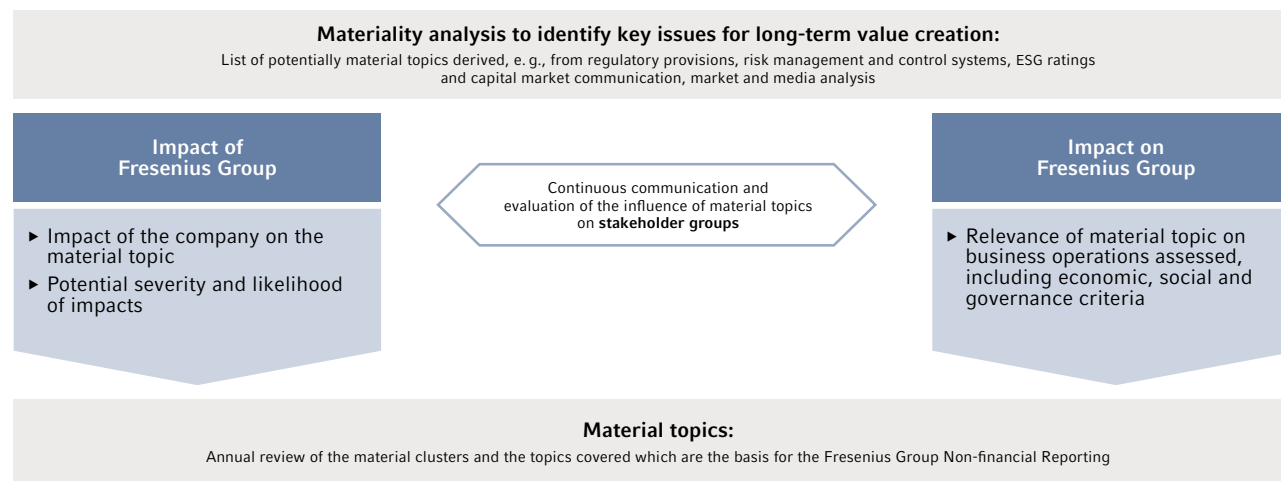 Materiality analysis to identify key issues for long-term value creation:
List of potentially material topics derived, e. g., from regulatory provisions, risk management and control systems, ESG ratings
and capital market communication, market and media analysis
Impact of
Fresenius Group
▶ Impact of the company on the
material topic
▶ Potential severity and likelihood
of impacts
Continuous communication and
evaluation of the influence of material topics
on stakeholder groups
Impact on
Fresenius Group
▶ Relevance of material topic on
business operations assessed,
including economic, social and
governance criteria
Material topics:
Annual review of the material clusters and the topics covered which are the basis for the Fresenius Group Non-financial Reporting